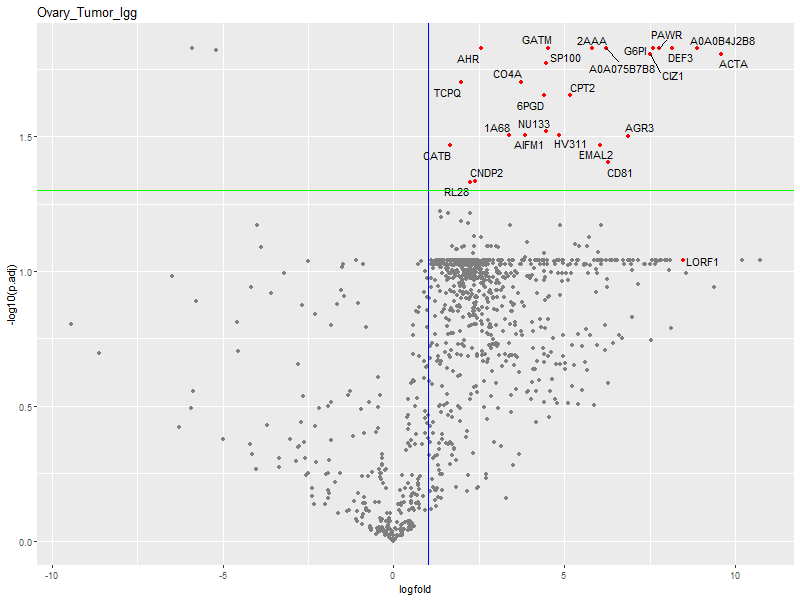 Ovary_Tumor_Igg
PAWR
GATM
2AAA
A0A0B4J2B8
G6PI
AHR
SP100
DEF3
ACTA
A0A075B7B8
CIZ1
CO4A
TCPQ
CPT2
6PGD
1A68
NU133
AGR3
AIFM1
HV311
CATB
EMAL2
CNDP2
CD81
RL28
LORF1
1.5
1.0
0.5
0.0
-log10(p.adj)
-10
-5
0
5
10
logfold